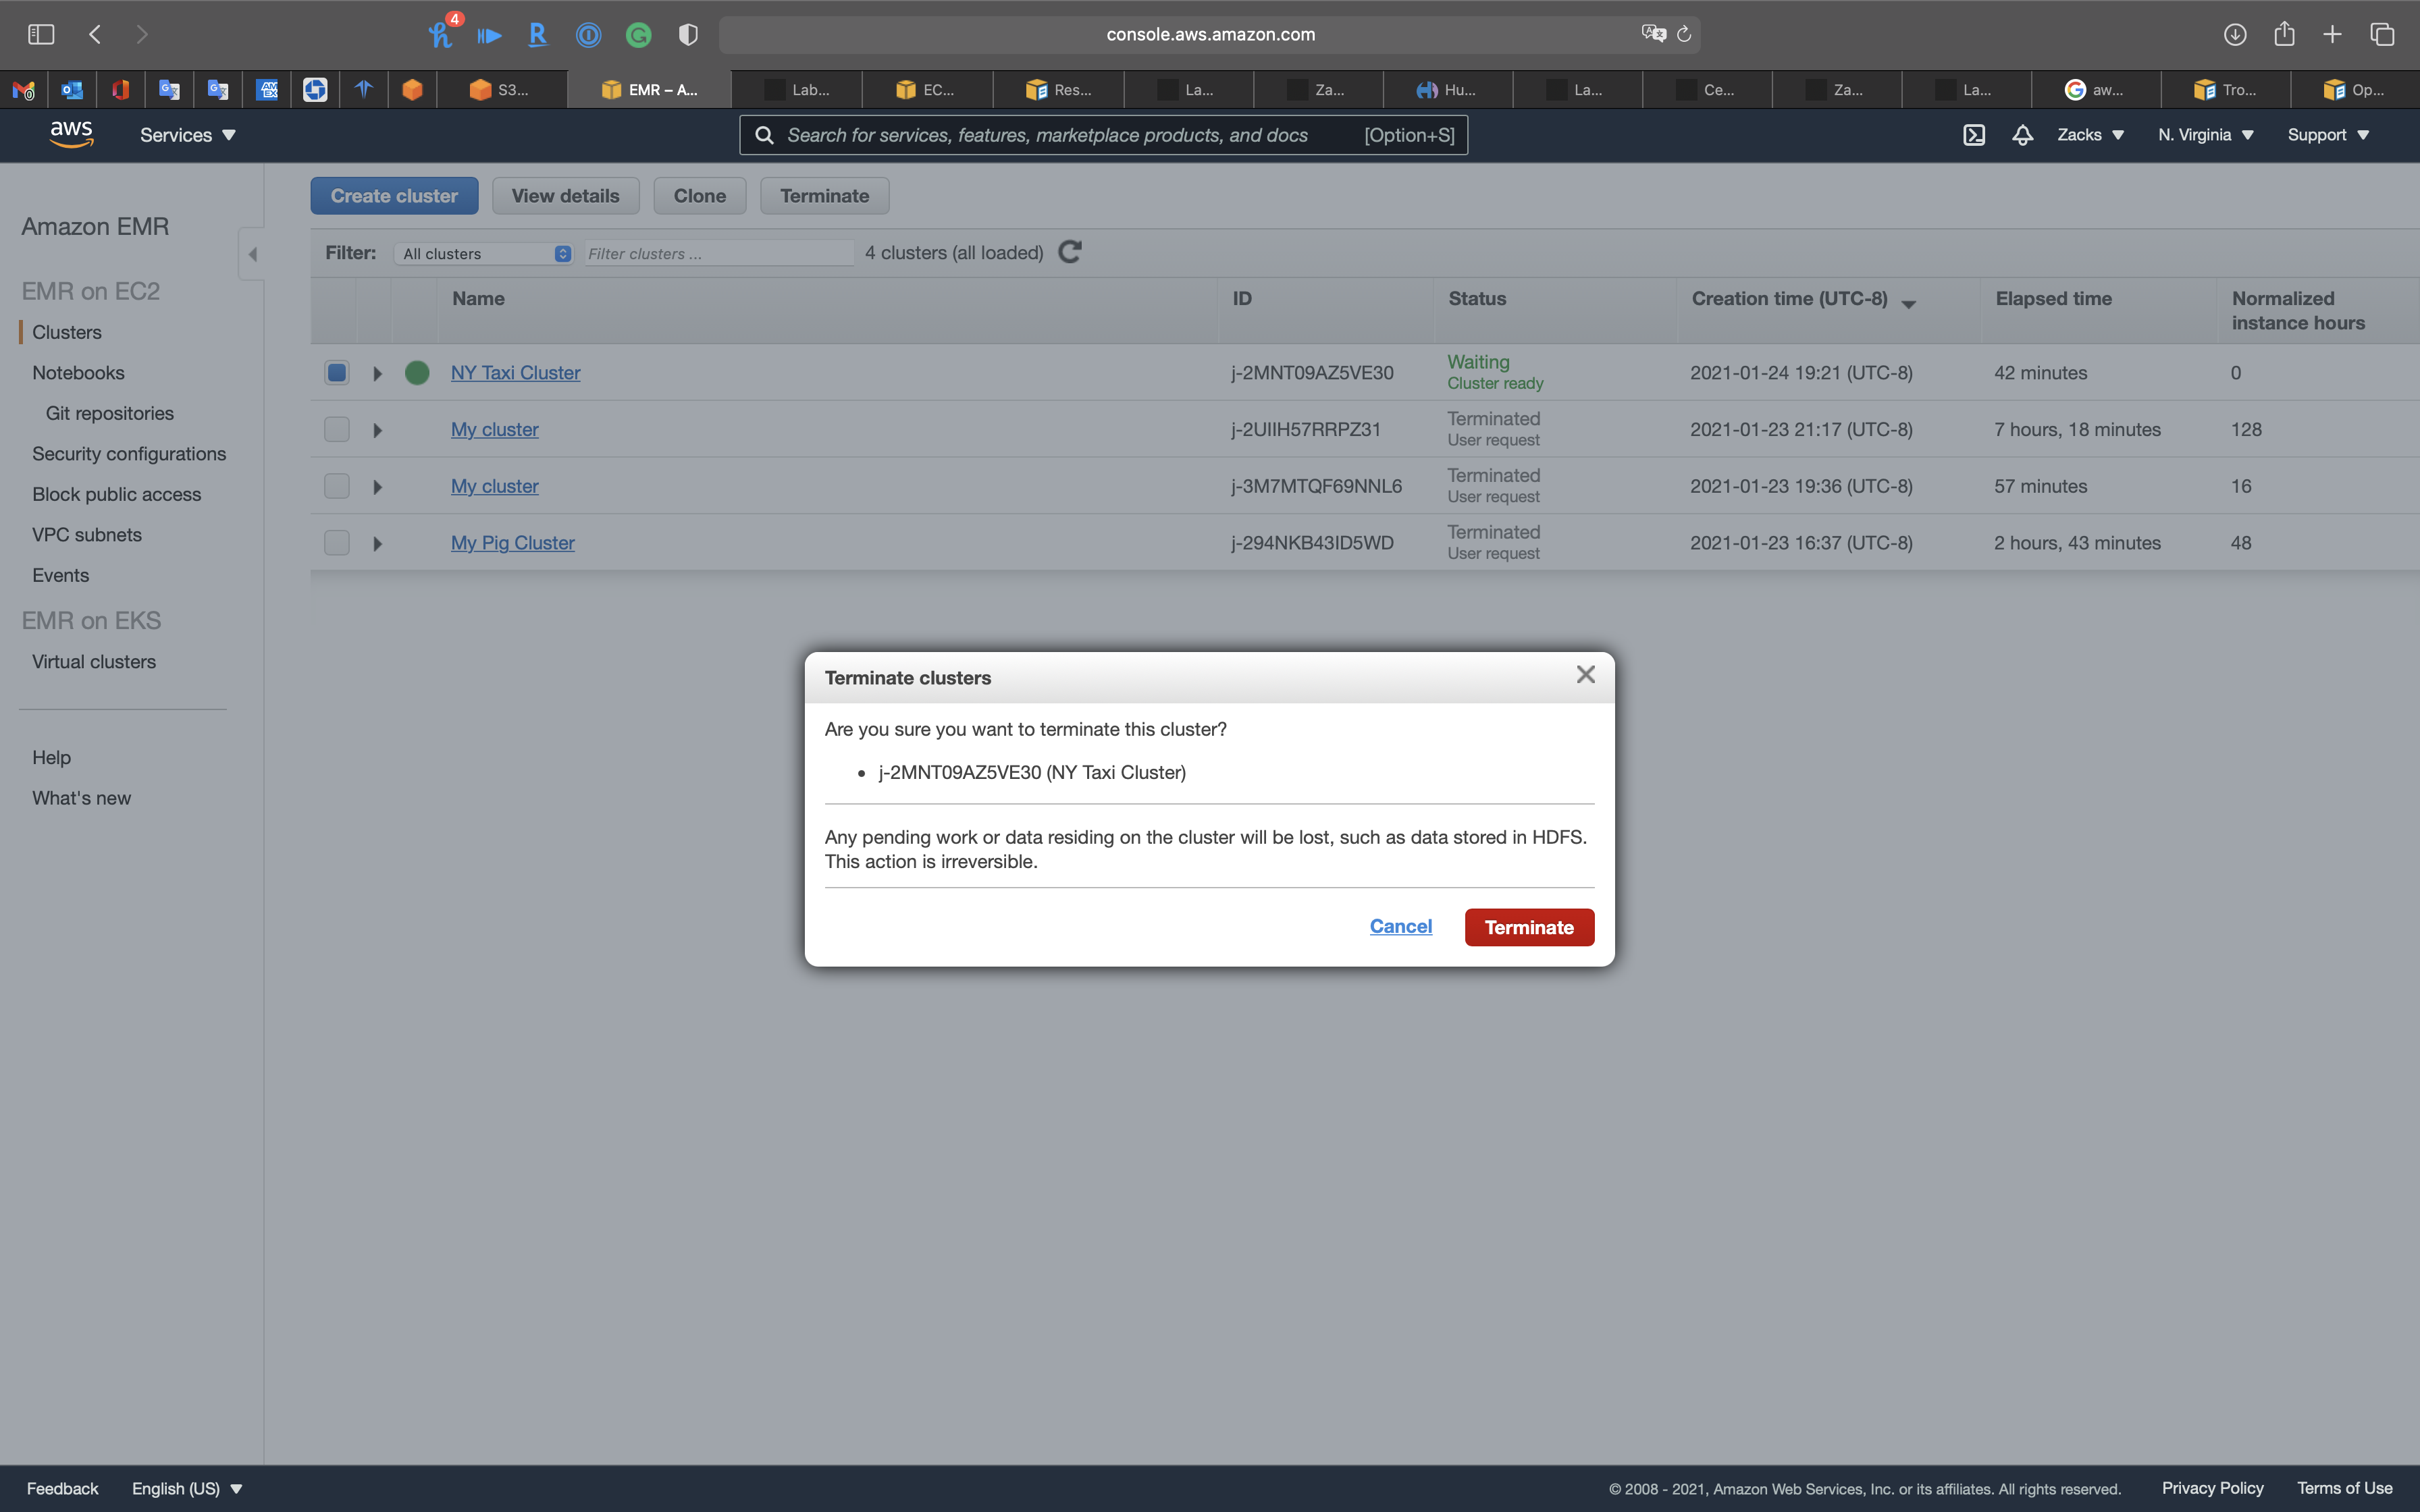 4
console.aws.amazon.com
S3...
EMR – A...
Lab...
EC...
Res...
La...
Za...
Hu...
La...
Ce...
Za...
La...
aw...
Tro...
Op...
aws
Services
Search for services, features, marketplace products, and docs [Option+S]
Zacks
N. Virginia
Support
Amazon EMR
EMR on EC2
Clusters
Notebooks
Git repositories
Security configurations
Block public access
VPC subnets
Events
EMR on EKS
Virtual clusters
Help
What's new
Create cluster
View details
Clone
Terminate
Filter: All clusters Filter clusters ... 4 clusters (all loaded)
Name ID Status Creation time (UTC-8) Elapsed time Normalized
instance hours
NY Taxi Cluster j-2MNT09AZ5VE30 Waiting 2021-01-24 19:21 (UTC-8) 42 minutes 0
Cluster ready
My cluster j-2UIIH57RRPZ31 Terminated 2021-01-23 21:17 (UTC-8) 7 hours, 18 minutes 128
User request
My cluster j-3M7MTQF69NNL6 Terminated 2021-01-23 19:36 (UTC-8) 57 minutes 16
User request
My Pig Cluster j-294NKB43ID5WD Terminated 2021-01-23 16:37 (UTC-8) 2 hours, 43 minutes 48
User request
Terminate clusters
Are you sure you want to terminate this cluster?
• j-2MNT09AZ5VE30 (NY Taxi Cluster)
Any pending work or data residing on the cluster will be lost, such as data stored in HDFS.
This action is irreversible.
Cancel
Terminate
Feedback
English (US)
© 2008 - 2021, Amazon Web Services, Inc. or its affiliates. All rights reserved.
Privacy Policy
Terms of Use